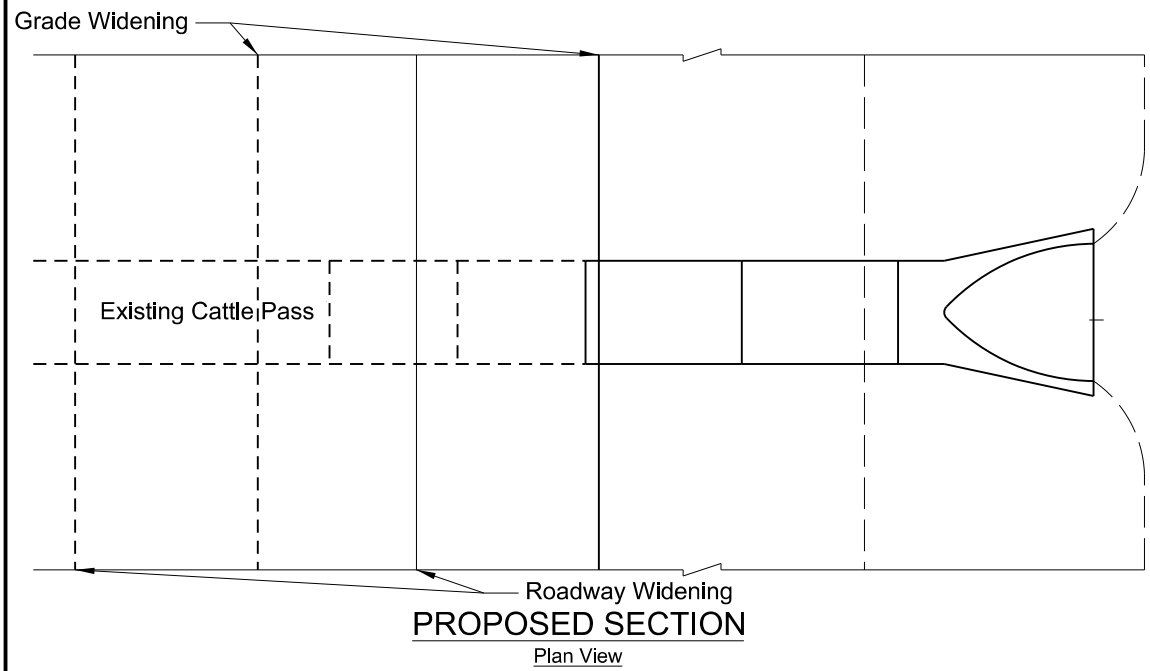 Grade Widening
Existing Cattle Pass
Roadway Widening
PROPOSED SECTION
Plan View